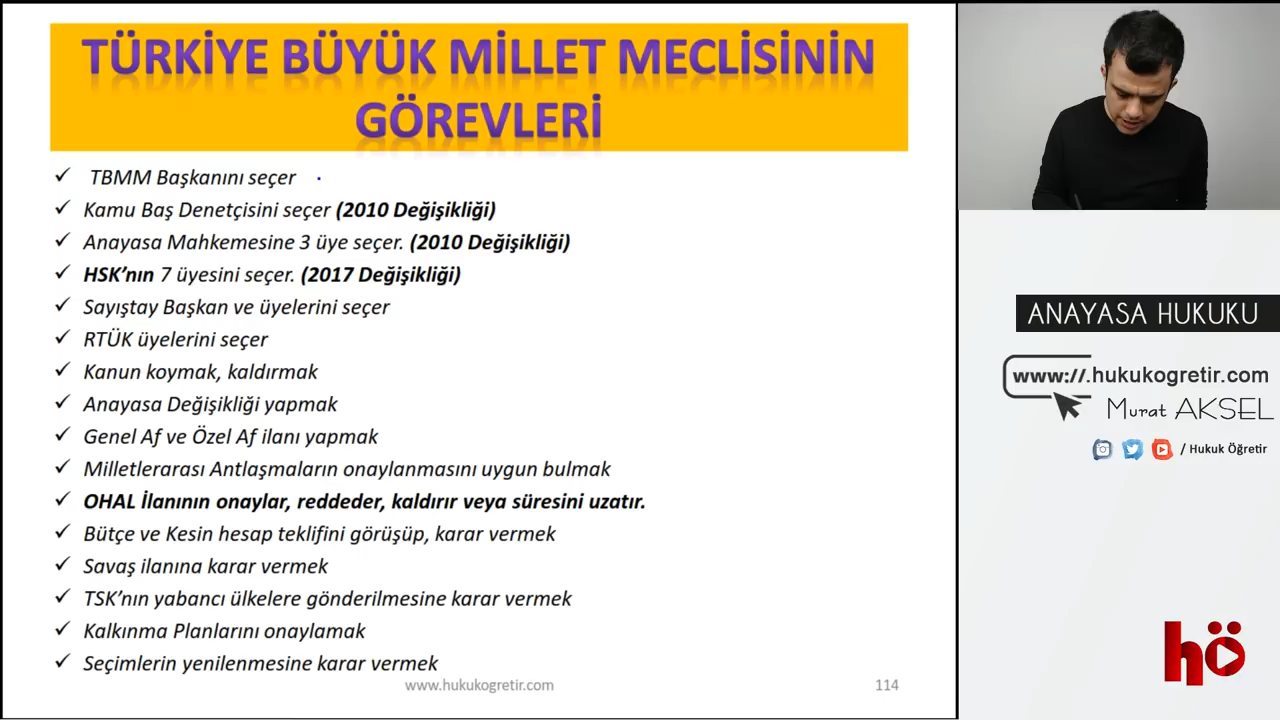 TÜRKİYE BÜYÜK MİLLET MECLİSİNİN
GÖREVLERİ
✓ TBMM Başkanını seçer
✓ Kamu Baş Denetçisini seçer (2010 Değişikliği)
✓ Anayasa Mahkemesine 3 üye seçer. (2010 Değişikliği)
✓ HSK’nın 7 üyesini seçer. (2017 Değişikliği)
✓ Sayıştay Başkan ve üyelerini seçer
✓ RTÜK üyelerini seçer
✓ Kanun koymak, kaldırmak
✓ Anayasa Değişikliği yapmak
✓ Genel Af ve Özel Af ilanı yapmak
✓ Milletlerarası Antlaşmaların onaylanmasını uygun bulmak
✓ OHAL İlanının onaylar, reddeder, kaldırır veya süresini uzatır.
✓ Bütçe ve Kesin hesap teklifini görüşüp, karar vermek
✓ Savaş ilanına karar vermek
✓ TSK’nın yabancı ülkelere gönderilmesine karar vermek
✓ Kalkınma Planlarını onaylamak
✓ Seçimlerin yenilenmesine karar vermek
www.hukukogretir.com
114
ANAYASA HUKUKU
www://.hukukogretir.com
Murat AKSEL
/ Hukuk Öğretir
hö